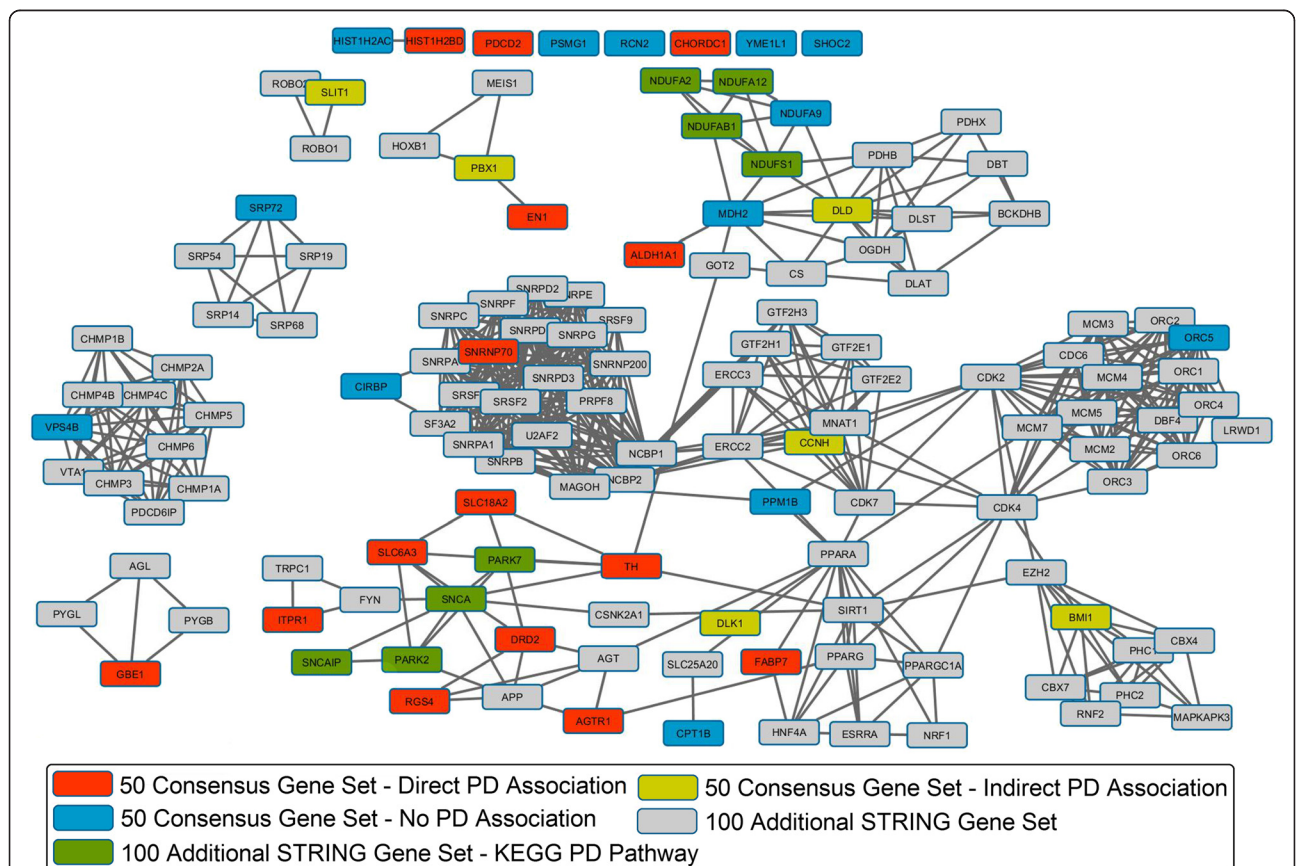 HIST1H2AC HIST1H2BD PDCD2 PSMG1 RCN2 CHORDC1 YME1L1 SHOC2
ROBO2 SLIT1 MEIS1 NDUFA2 NDUFA12
NDUFA9 PDHX
NDUFAB1
ROBO1 HOXB1 PBX1 NDUFS1 PDHB DBT
SRP72 EN1 MDH2 DLD DLST BCKDHB
SRP54 SRP19 ALDH1A1 GOT2 CS OGDH DLAT
SRP14 SRP68
SNRPD2 SNRPE
SNRPF GTF2H3
SNRPC SRSF9 MCM3 ORC2
CHMP1B SNRPG GTF2H1 GTF2E1 ORC5
SNRNP70 CDC6
CHMP2A SNRPA SNRNP200 ERCC3 GTF2E2 CDK2 MCM4 ORC1
CIRBP SNRPD3
CHMP4B CHMP4C SRSF2 PRPF8 MCM5 ORC4
VPS4B CHMP5 SF3A2 MNAT1 MCM7 DBF4 LRWD1
CHMP6 SNRPA1 U2AF2 NCBP1 ERCC2 CCNH MCM2 ORC6
VTA1 CHMP3 CHMP1A SNRPB MAGOH NCBP2 ORC3
PDCD6IP SLC18A2 PPM1B CDK7 CDK4
AGL TRPC1 SLC6A3 PARK7 TH PPARA
EZH2
PYGL PYGB ITPR1 FYN SNCA CSNK2A1 DLK1 SIRT1 BMI1
DRD2 CBX4
GBE1 SNCAIP PARK2 AGT SLC25A20 FABP7 PPARG PPARGC1A PHC1
CBX7 PHC2
RGS4 APP AGTR1 CPT1B HNF4A ESRRA NRF1 RNF2 MAPKAPK3
50 Consensus Gene Set - Direct PD Association
50 Consensus Gene Set - Indirect PD Association
50 Consensus Gene Set - No PD Association
100 Additional STRING Gene Set
100 Additional STRING Gene Set - KEGG PD Pathway